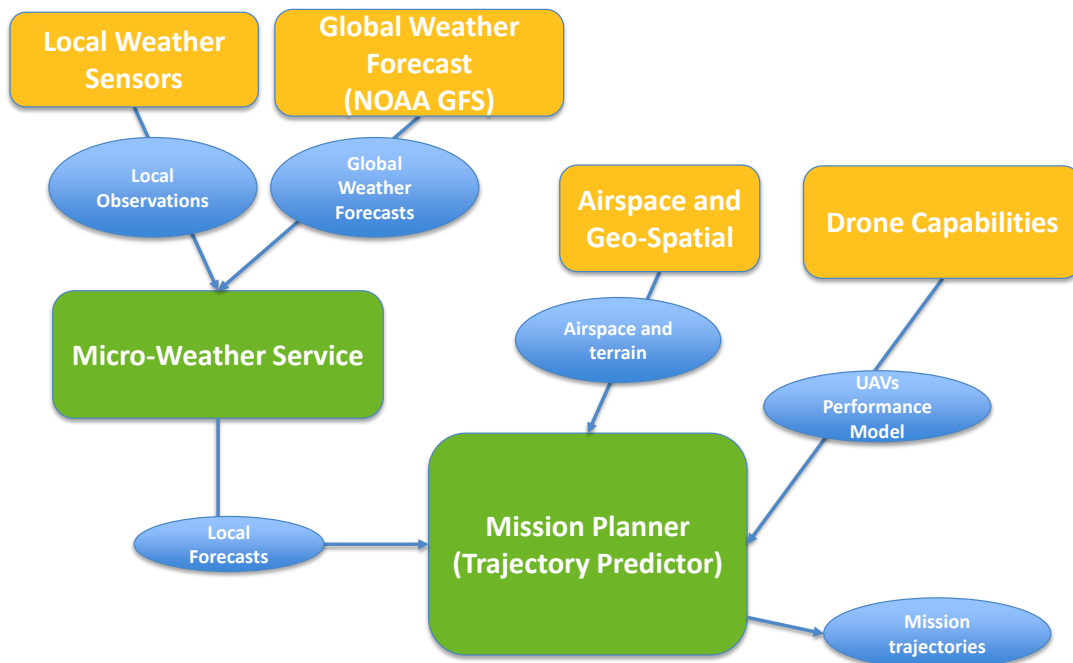 Local Weather
Sensors
Global Weather
Forecast
(NOAA GFS)
Local
Observations
Global
Weather
Forecasts
Airspace and
Geo-Spatial
Drone Capabilities
Micro-Weather Service
Airspace and
terrain
UAVs
Performance
Model
Local
Forecasts
Mission Planner
(Trajectory Predictor)
Mission
trajectories